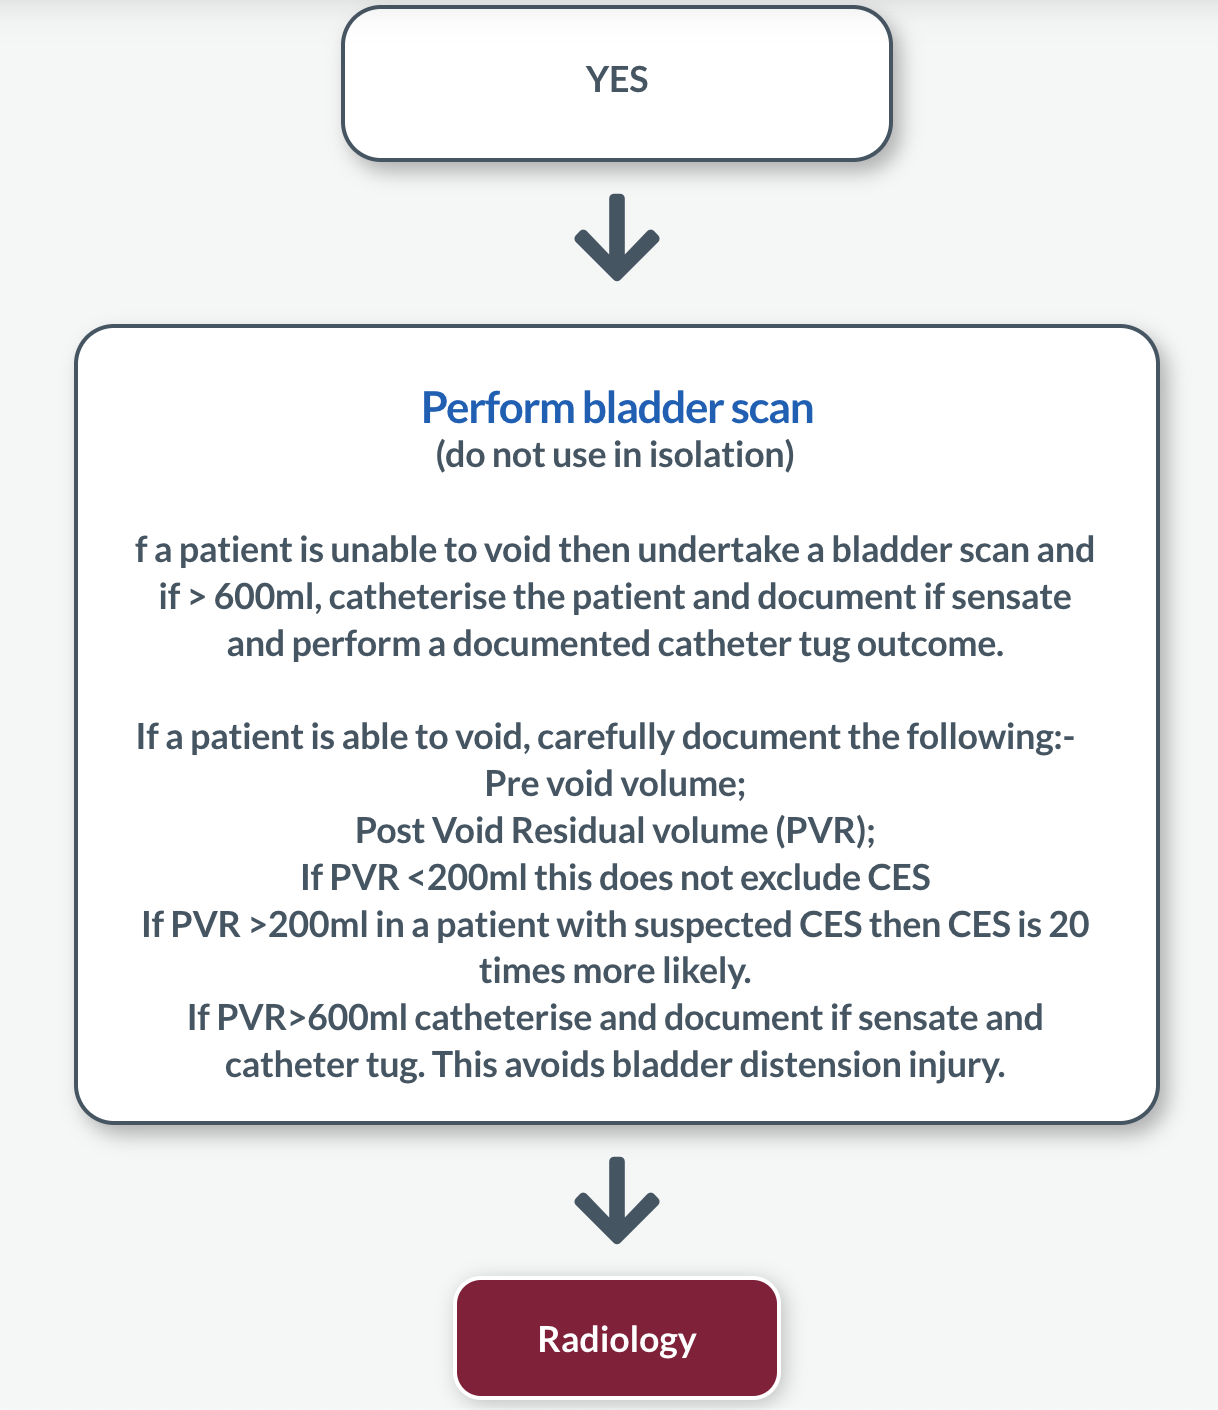 YES
Perform bladder scan
(do not use in isolation)
f a patient is unable to void then undertake a bladder scan and
if > 600ml, catheterise the patient and document if sensate
and perform a documented catheter tug outcome.
If a patient is able to void, carefully document the following:-
Pre void volume;
Post Void Residual volume (PVR);
If PVR <200ml this does not exclude CES
If PVR >200ml in a patient with suspected CES then CES is 20
times more likely.
If PVR>600ml catheterise and document if sensate and
catheter tug. This avoids bladder distension injury.
Radiology